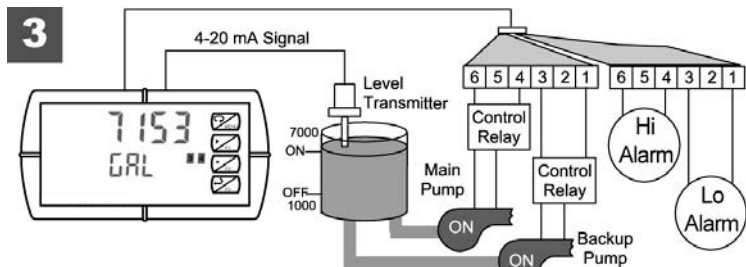 3
4-20 mA Signal
7153
GAL
Level
Transmitter
7000
ON
OFF
1000
6 5 4 3 2 1
6 5 4 3 2 1
Control
Relay
Control
Relay
Hi
Alarm
Lo
Alarm
Main
Pump
ON
Backup
Pump
ON